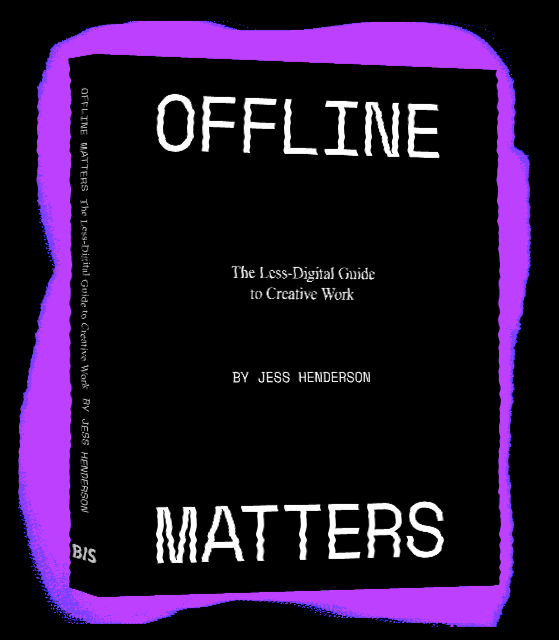 OFFLINE
The Less-Digital Guide
to Creative Work
BY JESS HENDERSON
MATTERS
OFFLINE MATTERS The Less-Digital Guide to Creative Work BY JESS HENDERSON
BIS